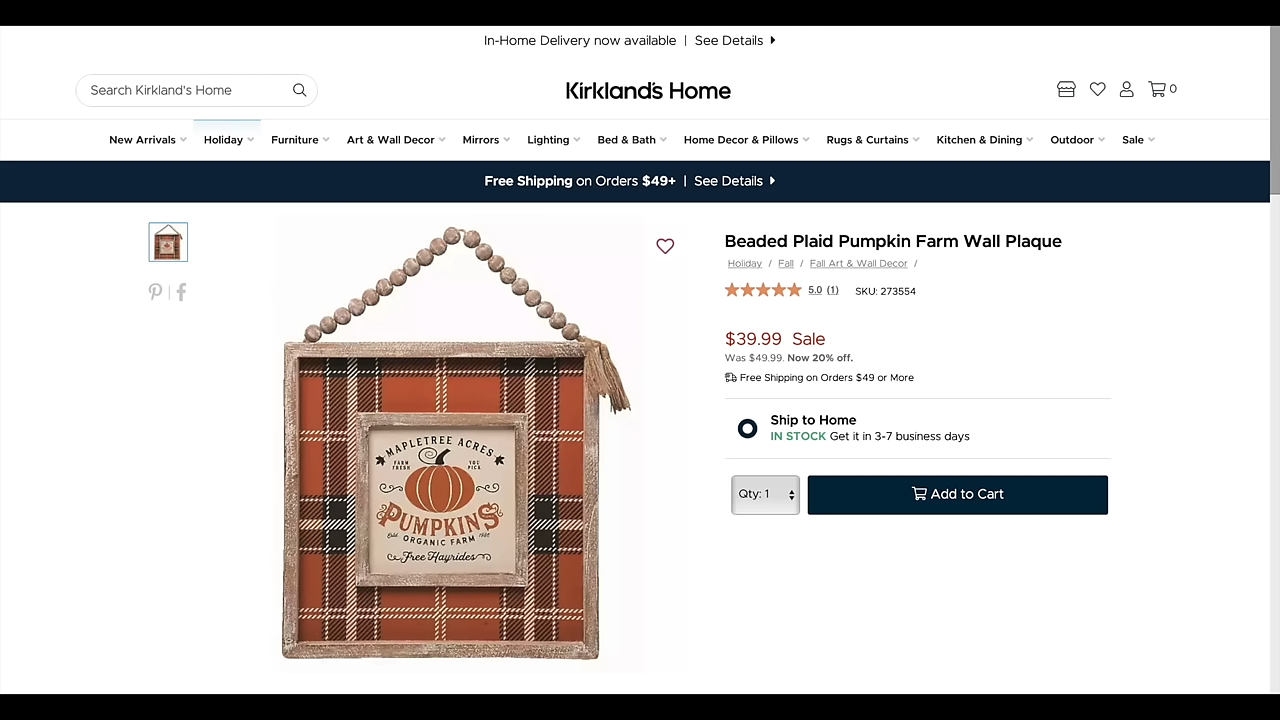 In-Home Delivery now available | See Details
Search Kirkland's Home
Kirkland's Home
0
New Arrivals Holiday Furniture Art & Wall Decor Mirrors Lighting Bed & Bath Home Decor & Pillows Rugs & Curtains Kitchen & Dining Outdoor Sale
Free Shipping on Orders $49+ | See Details
MAPLETREE ACRES
FARM FRESH
YOU PICK
PUMPKINS
Estd. 1986
ORGANIC FARM
Free Hayrides
Beaded Plaid Pumpkin Farm Wall Plaque
Holiday / Fall / Fall Art & Wall Decor /
5.0 (1) SKU: 273554
$39.99 Sale
Was $49.99. Now 20% off.
Free Shipping on Orders $49 or More
Ship to Home
IN STOCK Get it in 3-7 business days
Qty: 1
Add to Cart